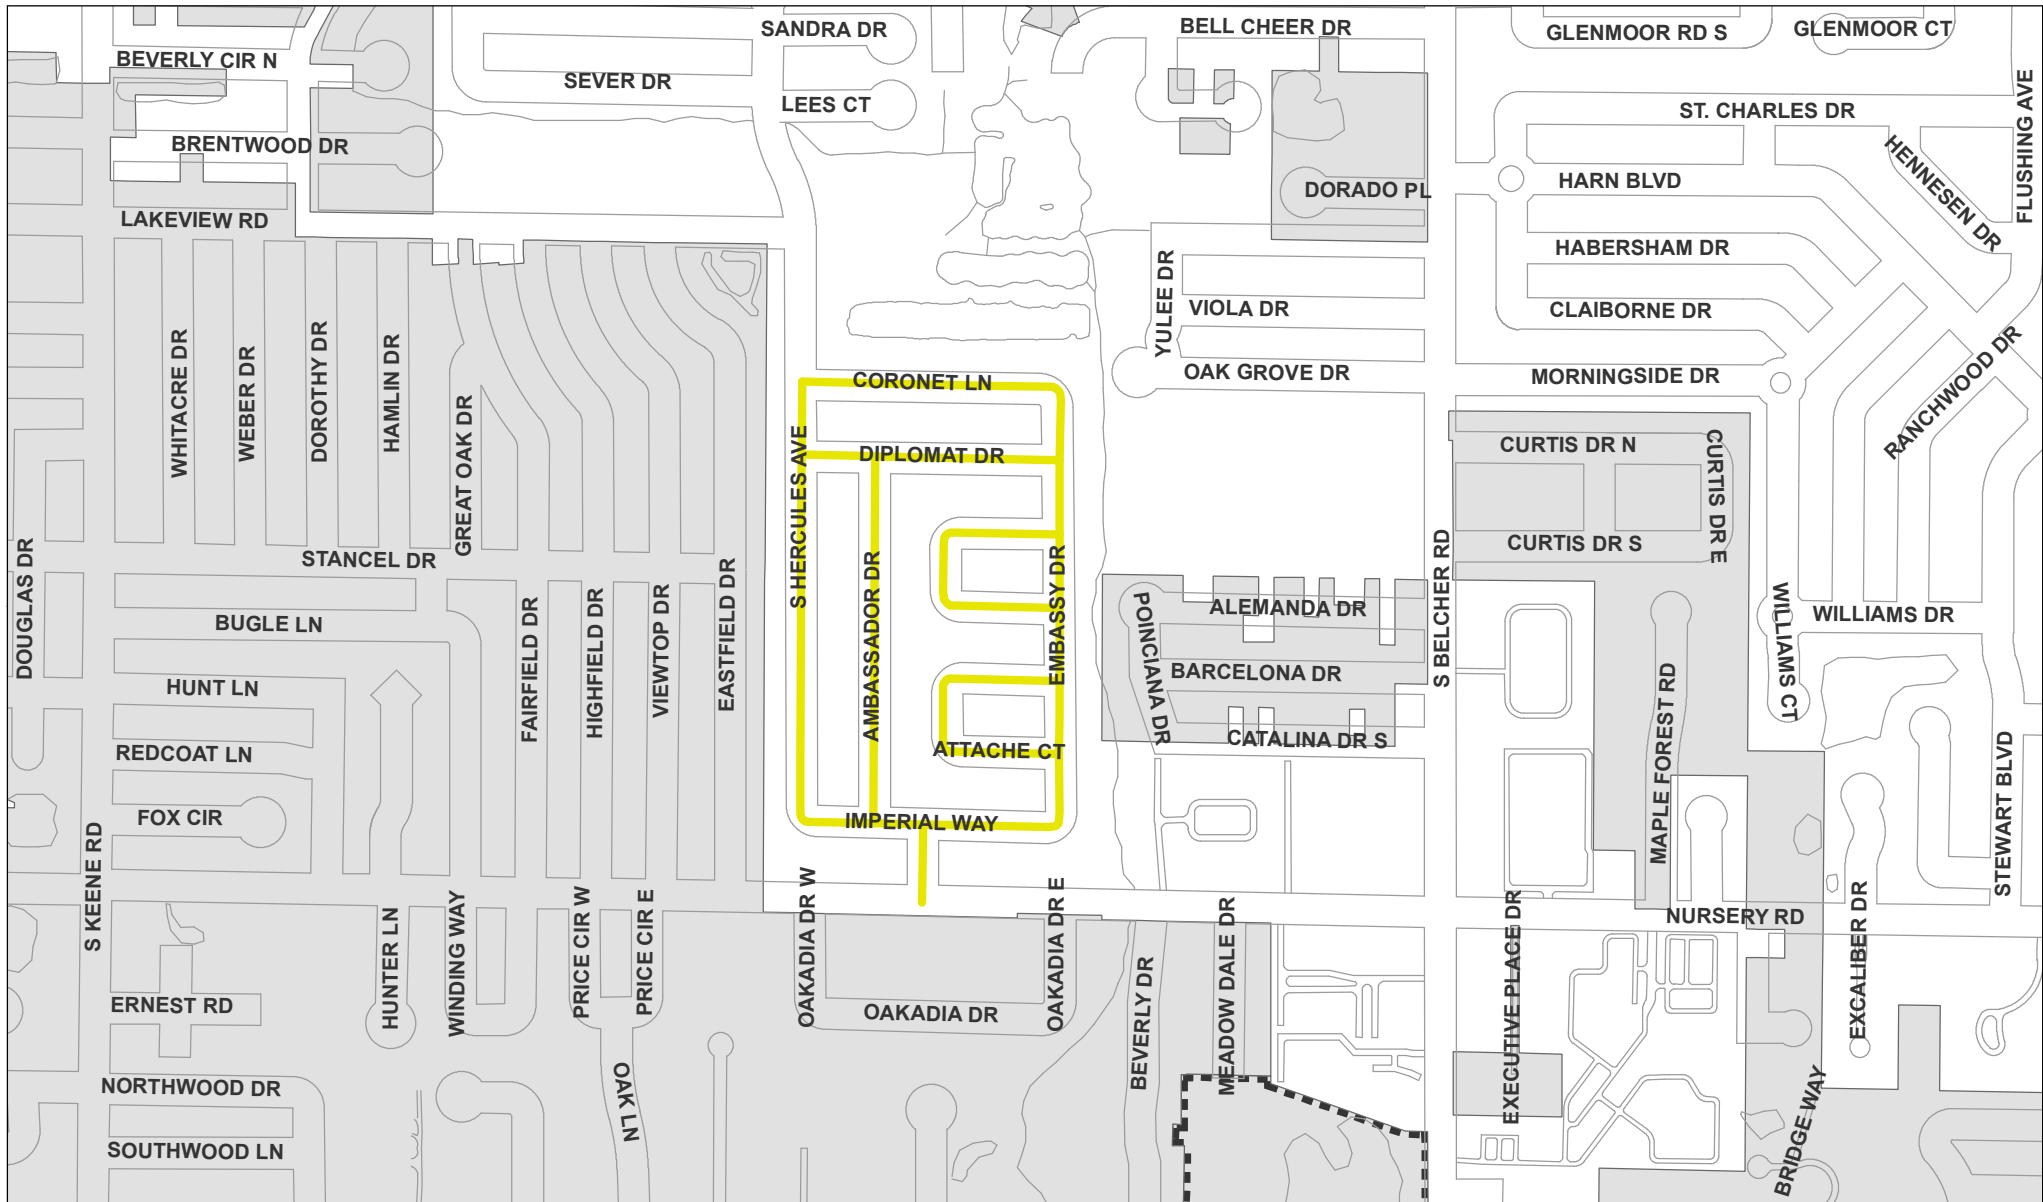 SANDRA DR
BELL CHEER DR
GLENMOOR RD S
GLENMOOR CT
BEVERLY CIR N
SEVER DR
LEES CT
ST. CHARLES DR
FLUSHING AVE
BRENTWOOD DR
HENNESEN DR
HARN BLVD
DORADO PL
LAKEVIEW RD
HABERSHAM DR
YULEE DR
VIOLA DR
CLAIBORNE DR
WHITACRE DR
WEBER DR
DOROTHY DR
HAMLIN DR
GREAT OAK DR
CORONET LN
OAK GROVE DR
MORNINGSIDE DR
RANCHWOOD DR
S HERCULES AVE
DIPLOMAT DR
CURTIS DR N
CURTIS DR E
CURTIS DR S
DOUGLAS DR
STANCEL DR
AMBASSADOR DR
EMBASSY DR
S BELCHER RD
BUGLE LN
FAIRFIELD DR
HIGHFIELD DR
VIEWTOP DR
EASTFIELD DR
POINCIANA DR
ALEMANDA DR
WILLIAMS CT
WILLIAMS DR
HUNT LN
BARCELONA DR
MAPLE FOREST RD
REDCOAT LN
ATTACHE CT
CATALINA DR S
STEWART BLVD
FOX CIR
IMPERIAL WAY
S KEENE RD
HUNTER LN
WINDING WAY
PRICE CIR W
PRICE CIR E
OAKADIA DR W
OAKADIA DR E
MEADOW DALE DR
EXECUTIVE PLACE DR
NURSERY RD
EXCALIBER DR
ERNEST RD
OAKADIA DR
BEVERLY DR
NORTHWOOD DR
OAK LN
BRIDGE WAY
SOUTHWOOD LN